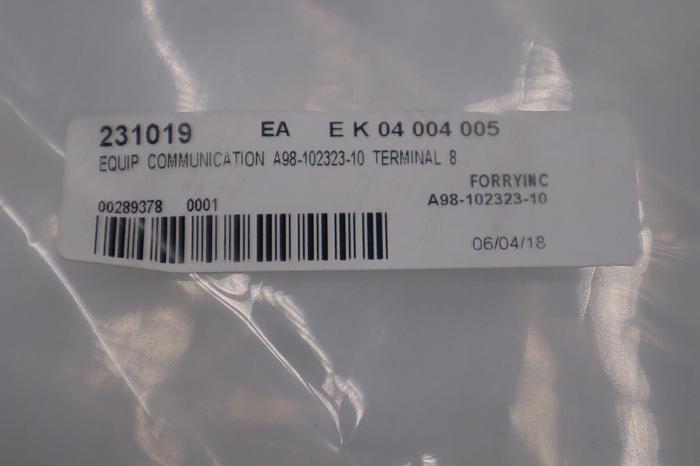 231019 EA E K 04 004 005
EQUIP COMMUNICATION A98-102323-10 TERMINAL 8
FORRYINC
00289378 0001 A98-102323-10
06/04/18